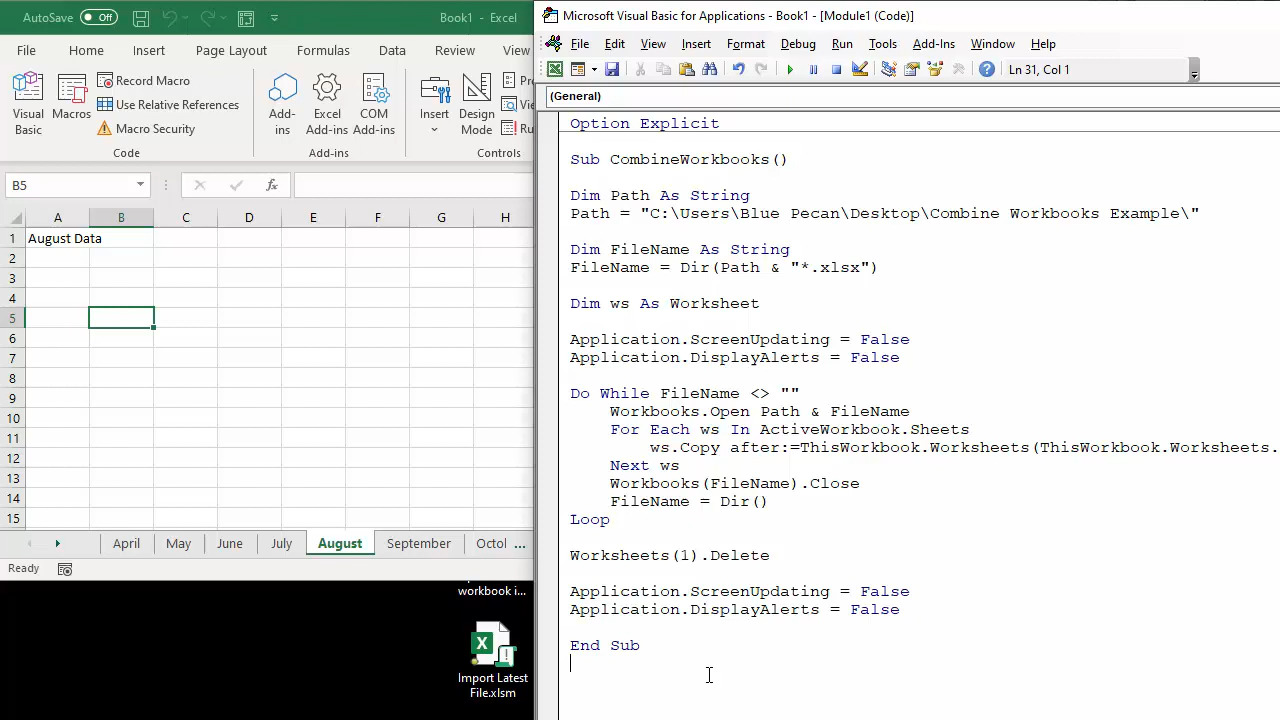 AutoSave Off
Book1 - Excel
File Home Insert Page Layout Formulas Data Review View
Visual Basic
Macros
Record Macro
Use Relative References
Macro Security
Code
Add-ins
Excel Add-ins
COM Add-ins
Add-ins
Insert
Design Mode
Controls
B5
fx
A B C D E F G H
1 August Data
2
3
4
5
6
7
8
9
10
11
12
13
14
15
April May June July August September ...
Ready
workbook i...
Import Latest
File.xlsm
Microsoft Visual Basic for Applications - Book1 - [Module1 (Code)]
File Edit View Insert Format Debug Run Tools Add-Ins Window Help
Ln 31, Col 1
(General)
Option Explicit
Sub CombineWorkbooks()
Dim Path As String
Path = "C:\Users\Blue Pecan\Desktop\Combine Workbooks Example\"
Dim FileName As String
FileName = Dir(Path & "*.xlsx")
Dim ws As Worksheet
Application.ScreenUpdating = False
Application.DisplayAlerts = False
Do While FileName <> ""
Workbooks.Open Path & FileName
For Each ws In ActiveWorkbook.Sheets
ws.Copy after:=ThisWorkbook.Worksheets(ThisWorkbook.Worksheets.
Next ws
Workbooks(FileName).Close
FileName = Dir()
Loop
Worksheets(1).Delete
Application.ScreenUpdating = False
Application.DisplayAlerts = False
End Sub